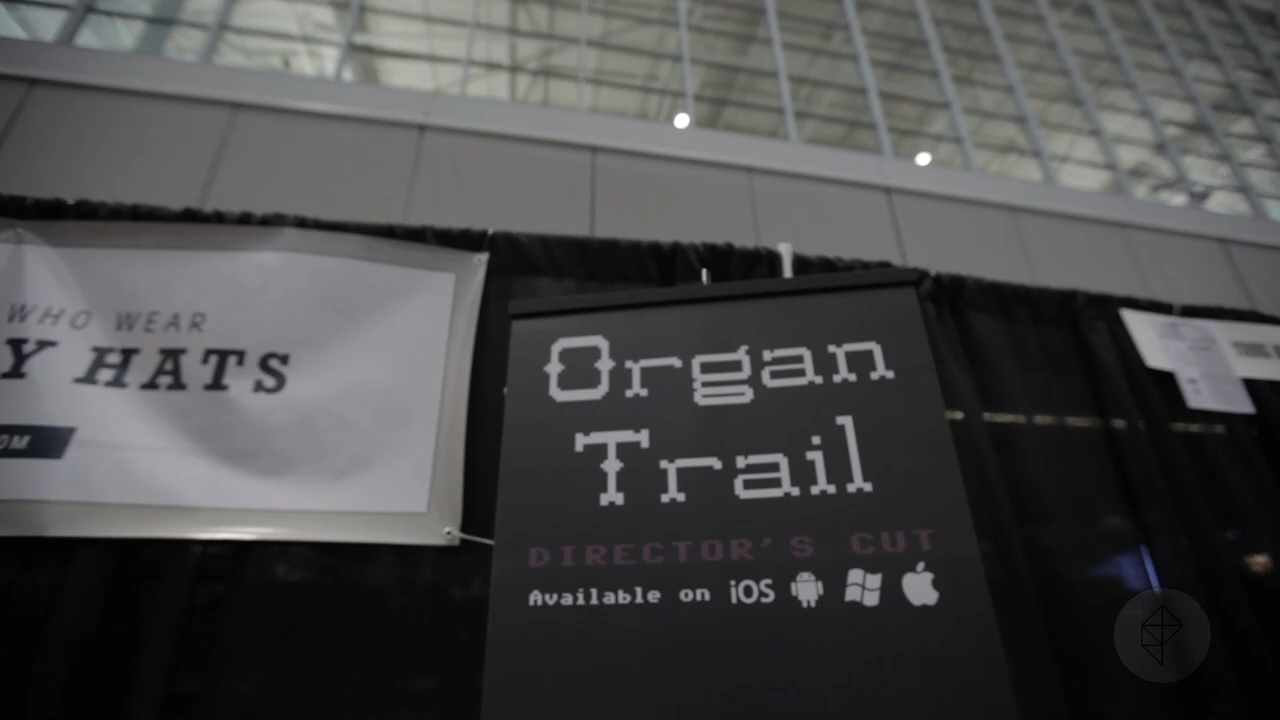 WHO WEAR
Y HATS
OM
Organ
Trail
DIRECTOR'S CUT
Available on iOS